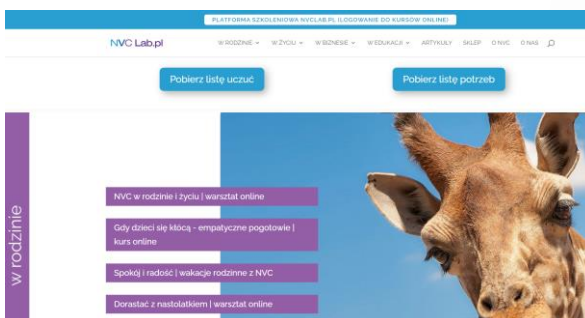 PLATFORMA SZKOLENIOWA NVCLAB.PL (LOGOWANIE DO KURSÓW ONLINE)
NVC Lab.pl
W RODZINIE W ŻYCIU W BIZNESIE W EDUKACJI ARTYKUŁY SKLEP O NVC O NAS
Pobierz listę uczuć
Pobierz listę potrzeb
w rodzinie
NVC w rodzinie i życiu | warsztat online
Gdy dzieci się kłócą - empatyczne pogotowie |
kurs online
Spokój i radość | wakacje rodzinne z NVC
Dorastać z nastolatkiem | warsztat online